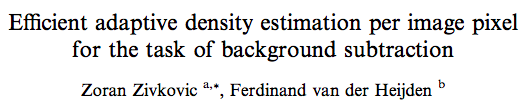 Efficient adaptive density estimation per image pixel
for the task of background subtraction
Zoran Zivkovic a,*, Ferdinand van der Heijden b